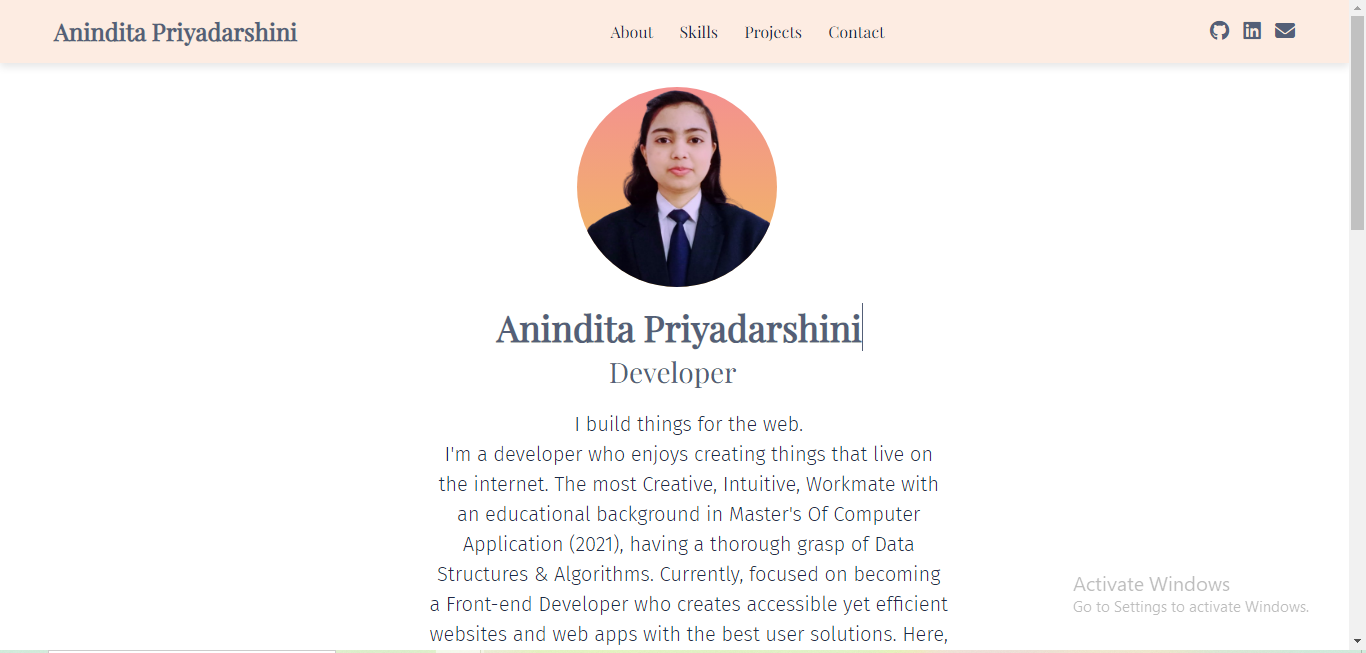 Anindita Priyadarshini
About Skills Projects Contact
Anindita Priyadarshini
Developer
I build things for the web.
I'm a developer who enjoys creating things that live on
the internet. The most Creative, Intuitive, Workmate with
an educational background in Master's Of Computer
Application (2021), having a thorough grasp of Data
Structures & Algorithms. Currently, focused on becoming
a Front-end Developer who creates accessible yet efficient
websites and web apps with the best user solutions. Here,
Activate Windows
Go to Settings to activate Windows.